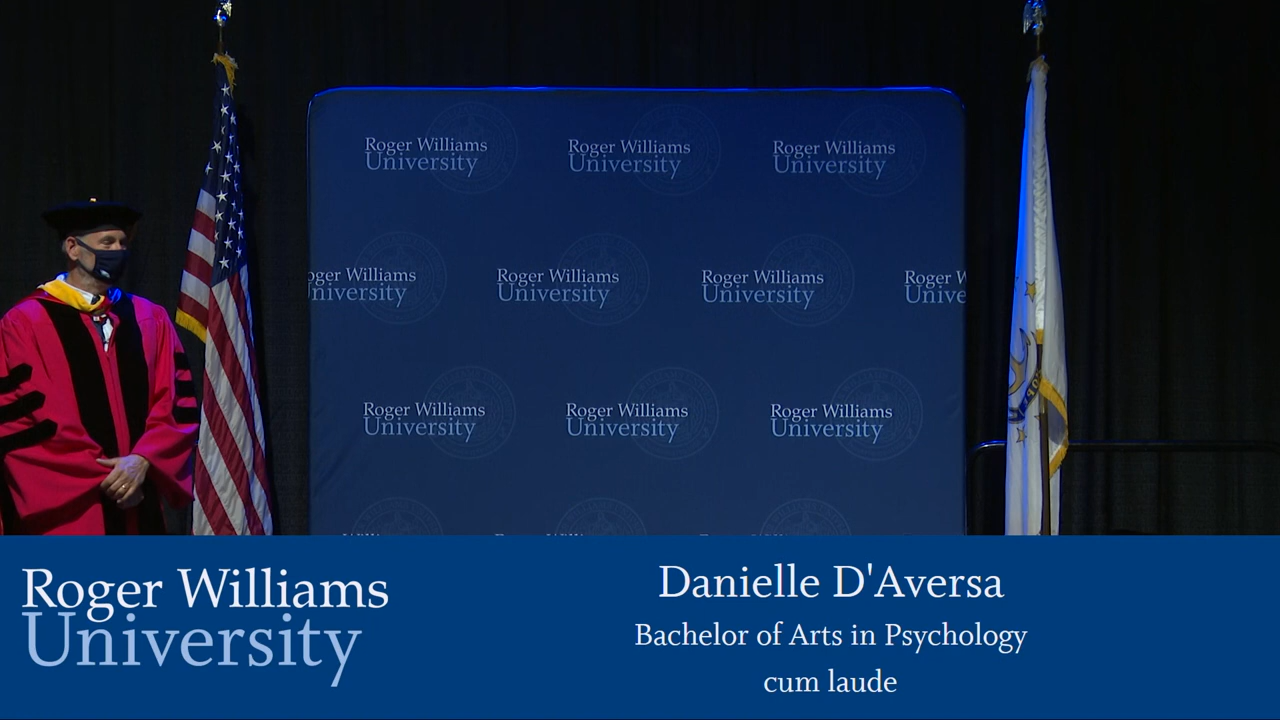 Roger Williams
University
Roger Williams
University
Roger Williams
University
oger Williams
University
Roger Williams
University
Roger Williams
University
Roger W
Unive
Roger Williams
University
Roger Williams
University
Roger Williams
University
Roger Williams
University
Danielle D'Aversa
Bachelor of Arts in Psychology
cum laude